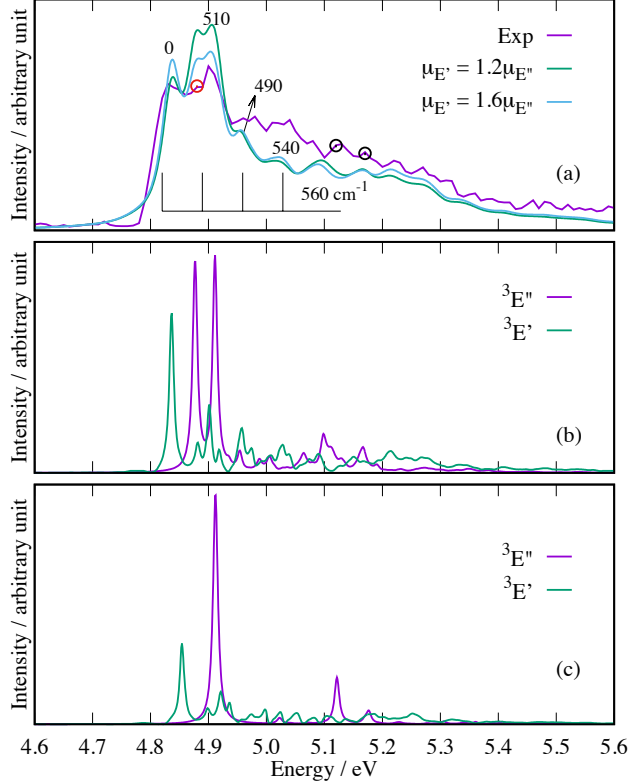 Intensity / arbitrary unit
0
510
490
540
560 cm⁻¹
Exp
μE' = 1.2μE"
μE' = 1.6μE"
(a)
Intensity / arbitrary unit
³E"
³E'
(b)
Intensity / arbitrary unit
³E"
³E'
(c)
4.6 4.7 4.8 4.9 5.0 5.1 5.2 5.3 5.4 5.5 5.6
Energy / eV